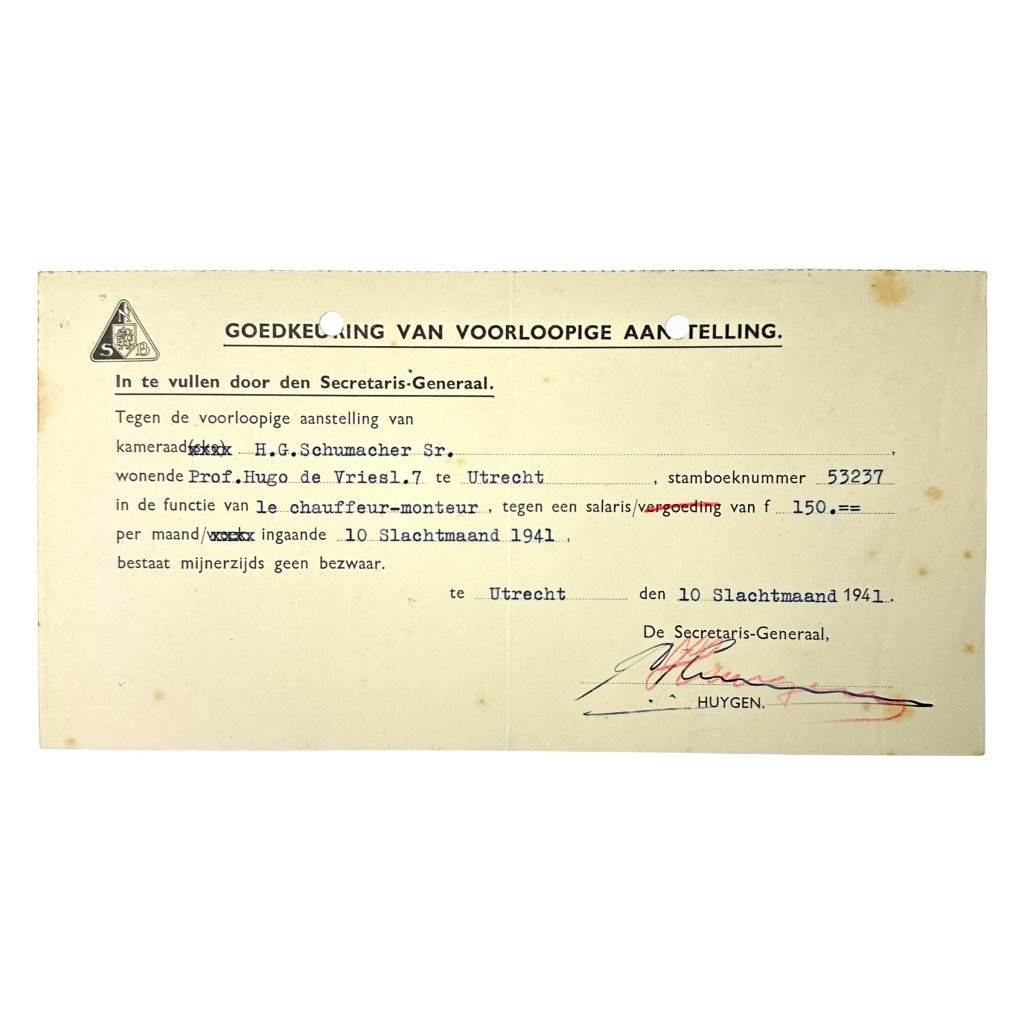 NSB
GOEDKEURING VAN VOORLOOPIGE AANSTELLING.
In te vullen door den Secretaris-Generaal.
Tegen de voorloopige aanstelling van
kameraad(ske) H.G.Schumacher Sr. ,
wonende Prof.Hugo de Vriesl.7 te Utrecht , stamboeknummer 53237
in de functie van 1e chauffeur-monteur , tegen een salaris/vergoeding van f 150.==
per maand/week ingaande 10 Slachtmaand 1941 ,
bestaat mijnerzijds geen bezwaar.
te Utrecht den 10 Slachtmaand 1941.
De Secretaris-Generaal,
HUYGEN.